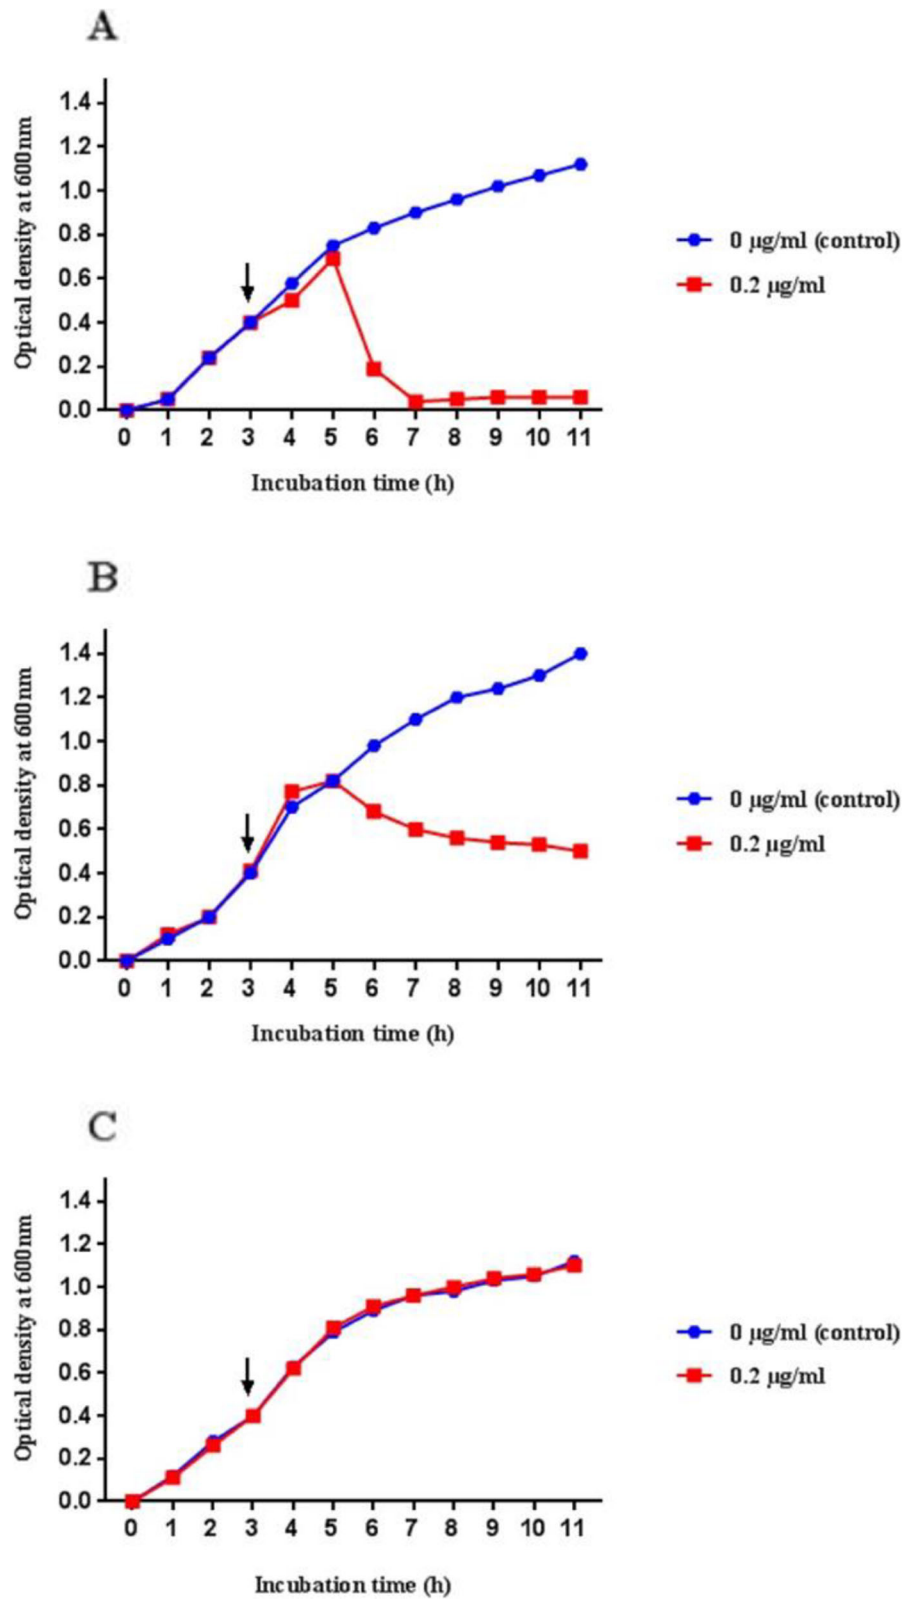 A
Optical density at 600nm
1.4
1.2
1.0
0.8
0.6
0.4
0.2
0.0
0 1 2 3 4 5 6 7 8 9 10 11
Incubation time (h)
0 μg/ml (control)
0.2 μg/ml
B
Optical density at 600nm
1.4
1.2
1.0
0.8
0.6
0.4
0.2
0.0
0 1 2 3 4 5 6 7 8 9 10 11
Incubation time (h)
0 μg/ml (control)
0.2 μg/ml
C
Optical density at 600nm
1.4
1.2
1.0
0.8
0.6
0.4
0.2
0.0
0 1 2 3 4 5 6 7 8 9 10 11
Incubation time (h)
0 μg/ml (control)
0.2 μg/ml